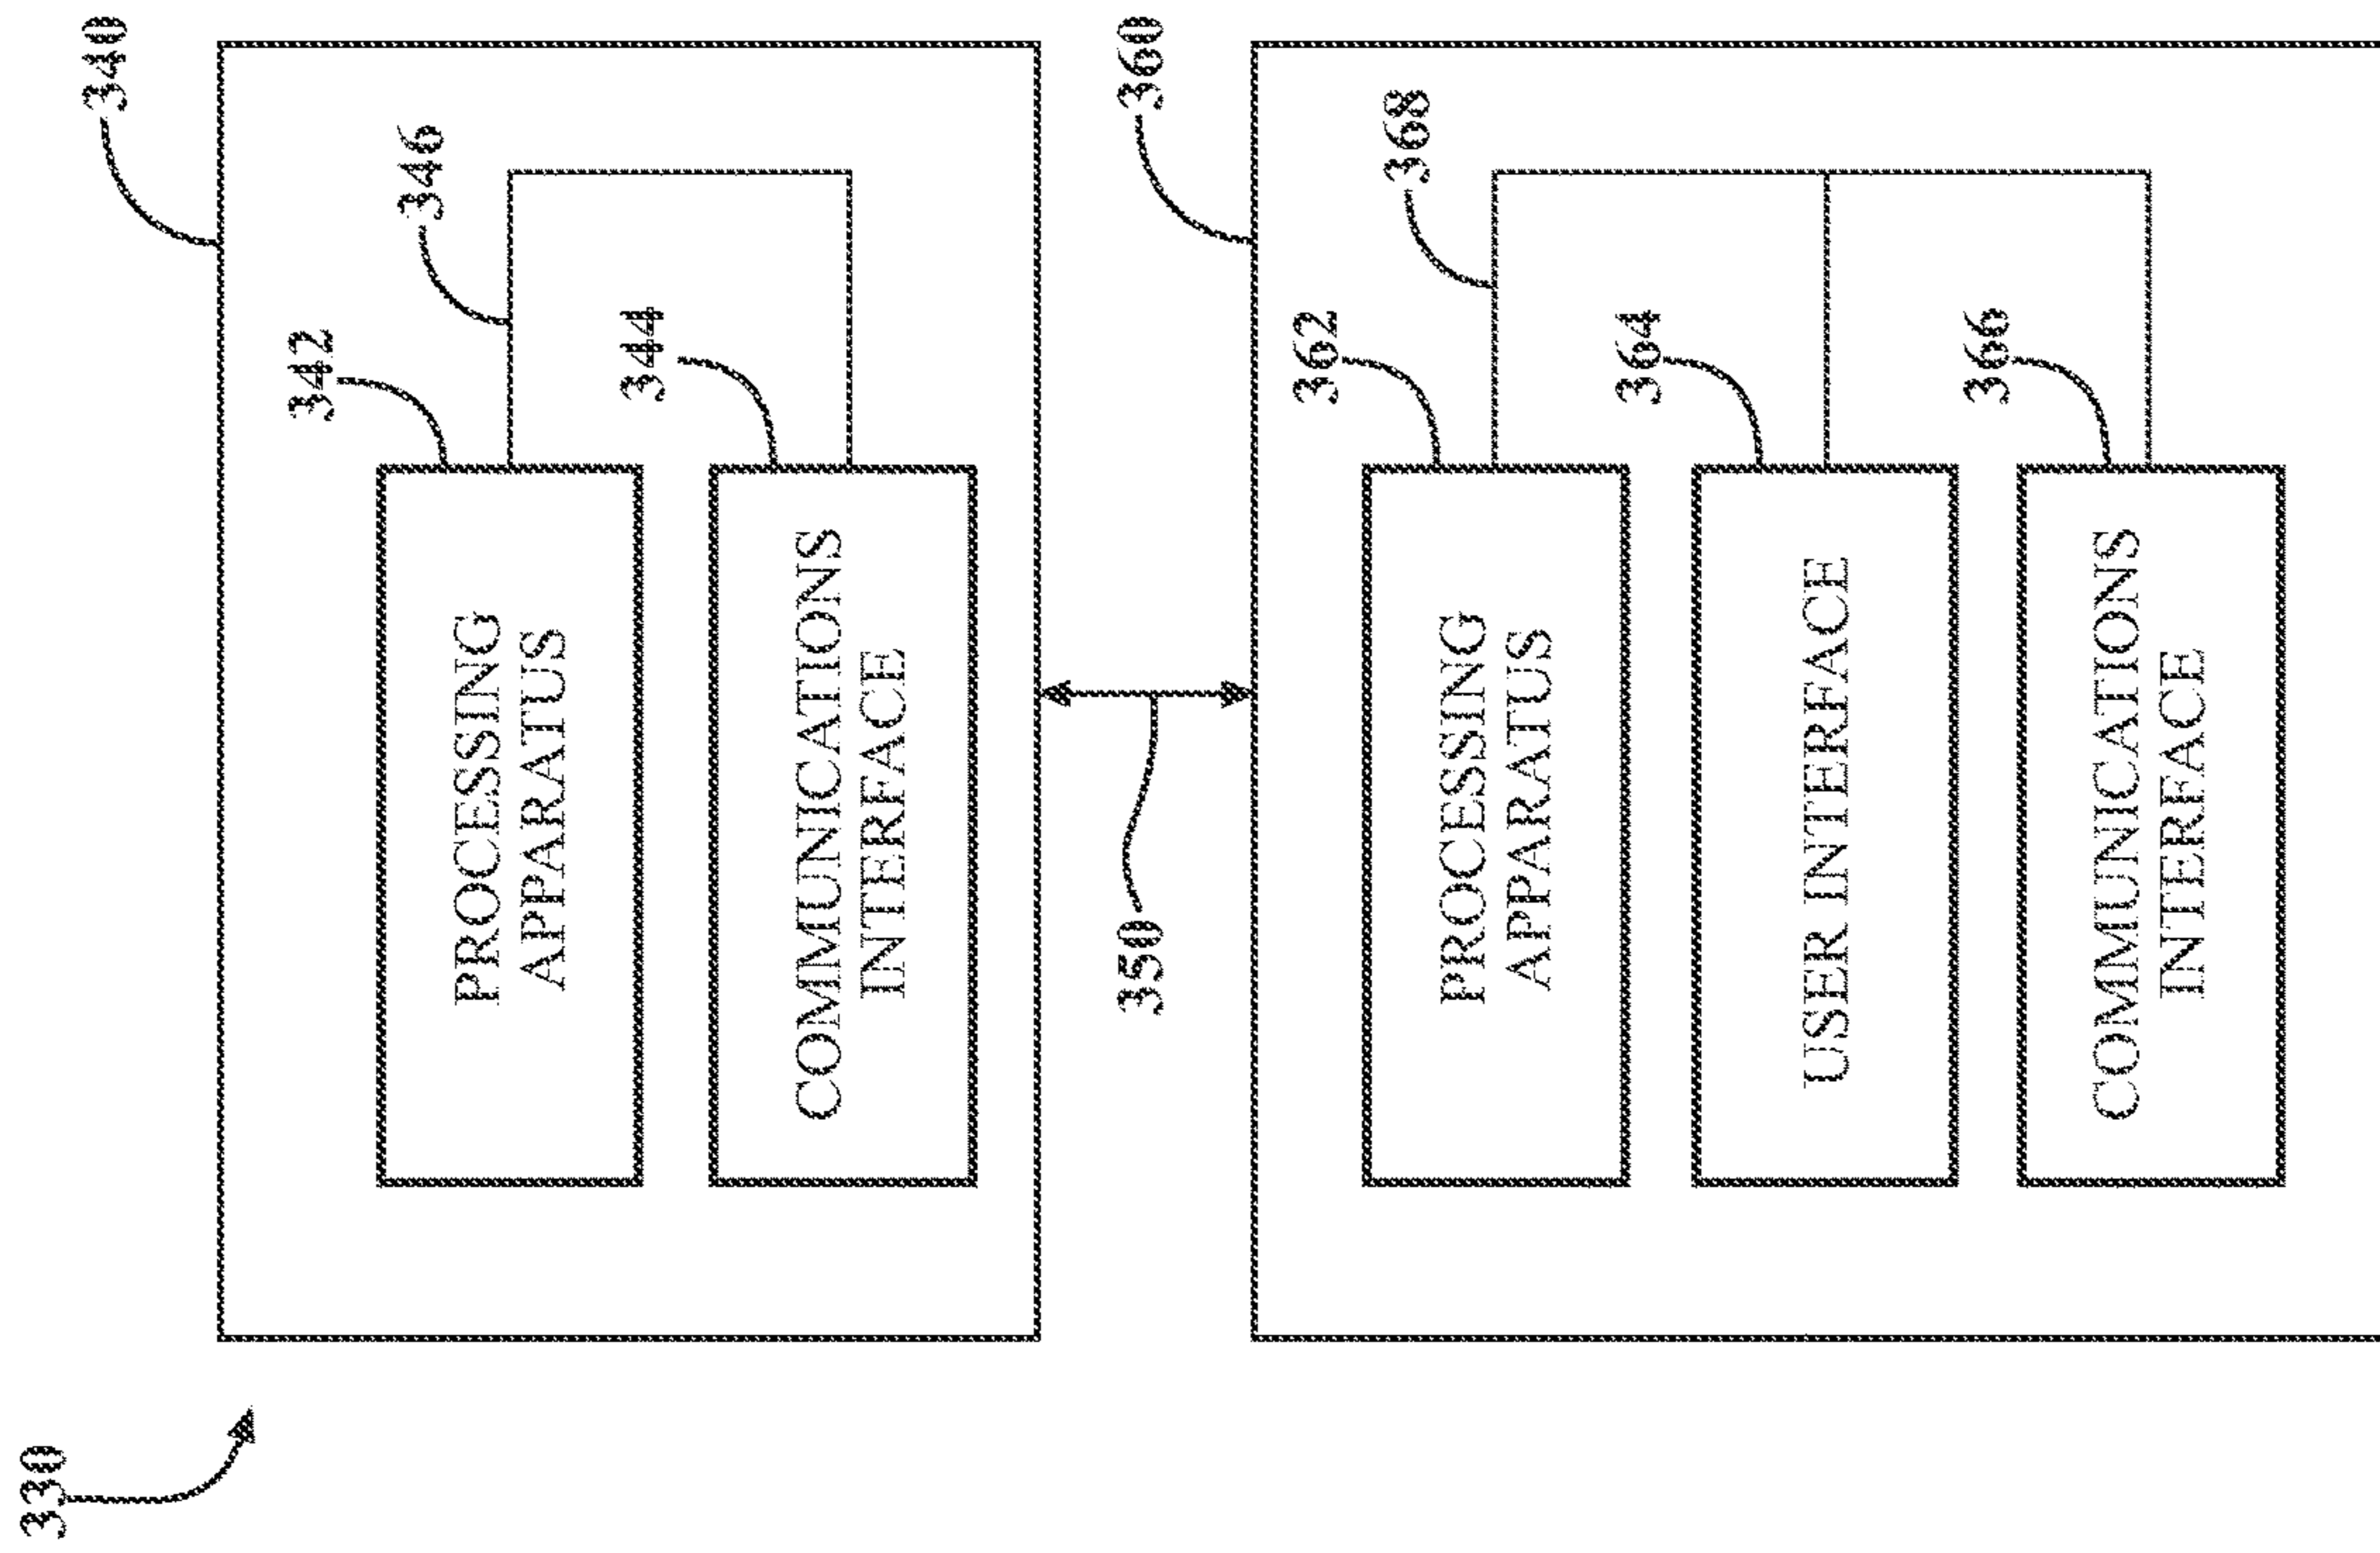 330
340
342
346
PROCESSING
APPARATUS
344
COMMUNICATIONS
INTERFACE
350
360
362
368
PROCESSING
APPARATUS
364
USER INTERFACE
366
COMMUNICATIONS
INTERFACE